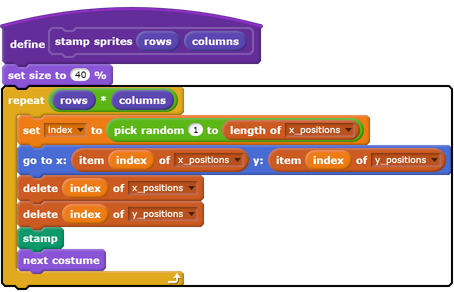 define stamp sprites rows columns
set size to 40 %
repeat rows * columns
set Index to pick random 1 to length of x_positions
go to x: item index of x_positions y: item index of y_positions
delete index of x_positions
delete index of y_positions
stamp
next costume